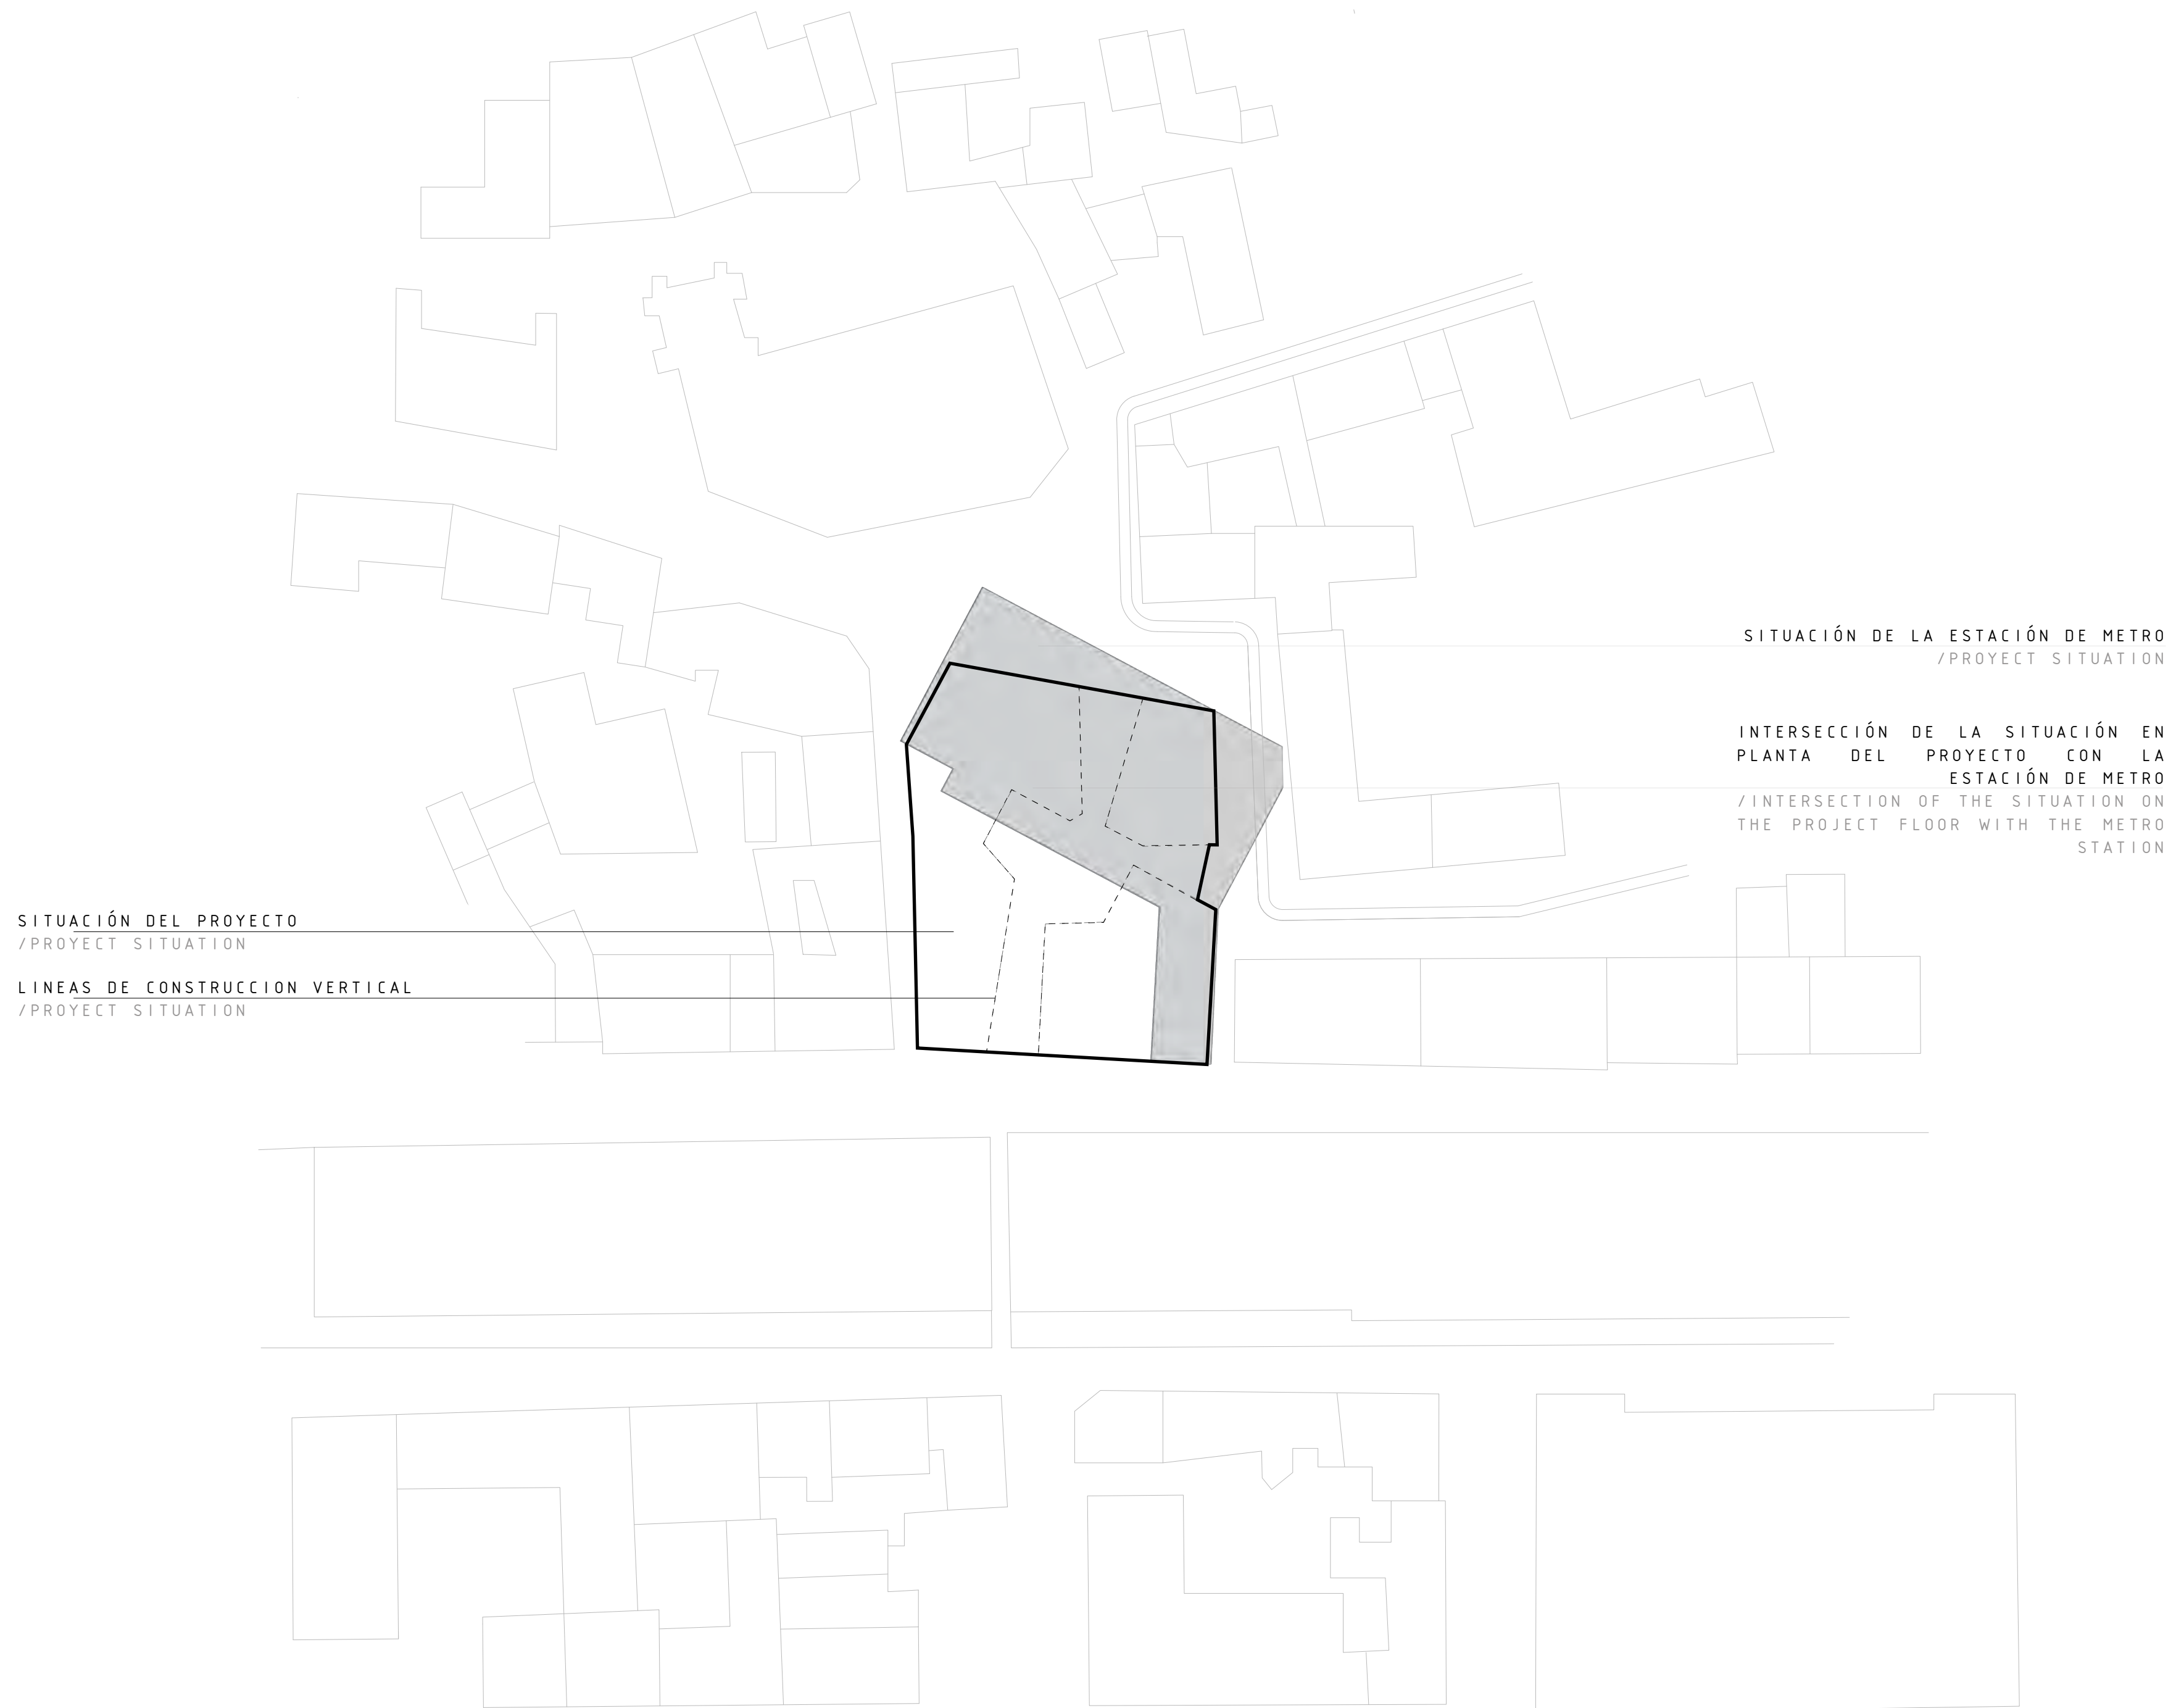 SITUACIÓN DE LA ESTACIÓN DE METRO
/PROYECT SITUATION
INTERSECCIÓN DE LA SITUACIÓN EN
PLANTA DEL PROYECTO CON LA
ESTACIÓN DE METRO
/INTERSECTION OF THE SITUATION ON
THE PROJECT FLOOR WITH THE METRO
STATION
SITUACIÓN DEL PROYECTO
/PROYECT SITUATION
LINEAS DE CONSTRUCCION VERTICAL
/PROYECT SITUATION